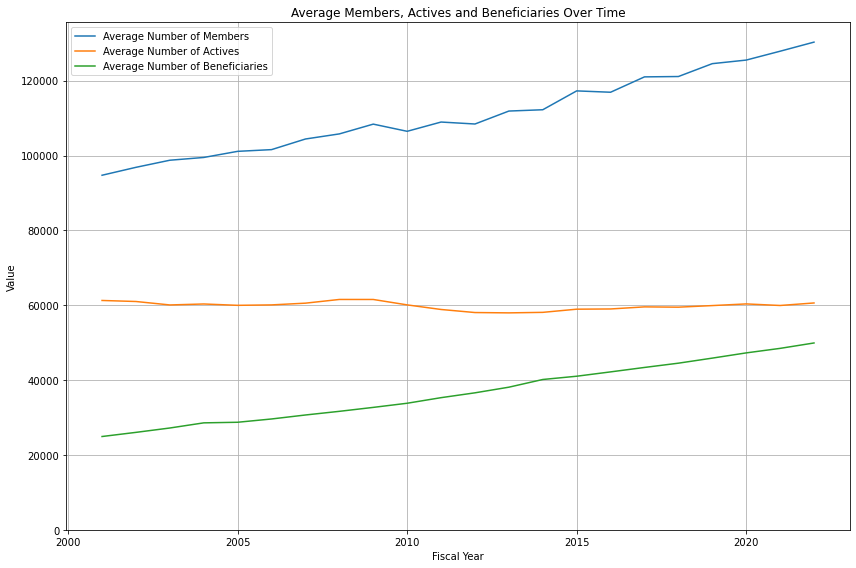 Average Members, Actives and Beneficiaries Over Time
Average Number of Members
Average Number of Actives
Average Number of Beneficiaries
120000
100000
80000
60000
40000
20000
0
Value
2000 2005 2010 2015 2020
Fiscal Year